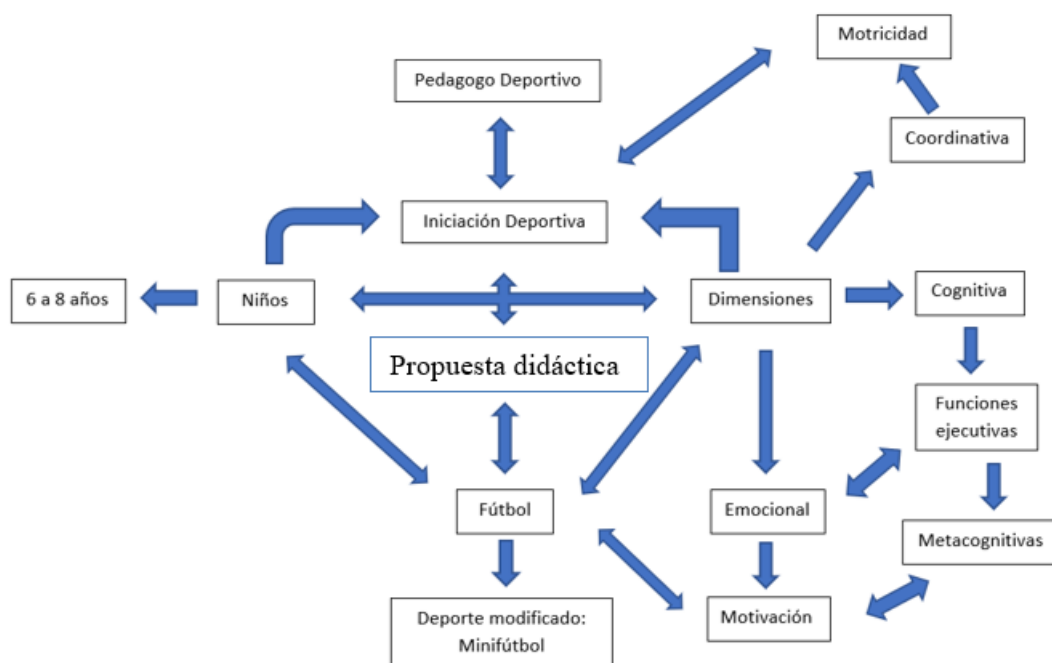 Motricidad
Pedagogo Deportivo
Coordinativa
Iniciación Deportiva
6 a 8 años
Niños
Dimensiones
Cognitiva
Propuesta didáctica
Funciones
ejecutivas
Fútbol
Emocional
Metacognitivas
Deporte modificado:
Minifútbol
Motivación